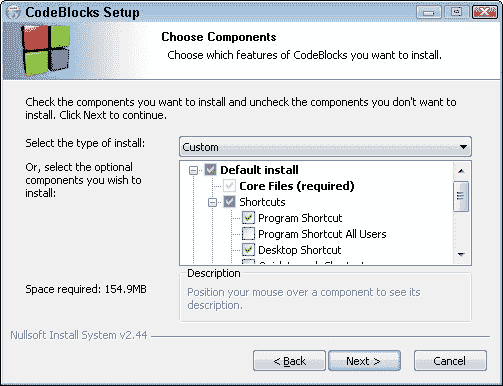 CodeBlocks Setup
Choose Components
Choose which features of CodeBlocks you want to install.
Check the components you want to install and uncheck the components you don't want to
install. Click Next to continue.
Select the type of install:
Custom
Or, select the optional
components you wish to
install:
Default install
Core Files (required)
Shortcuts
Program Shortcut
Program Shortcut All Users
Desktop Shortcut
Space required: 154.9MB
Description
Position your mouse over a component to see its
description.
Nullsoft Install System v2.44
< Back
Next >
Cancel